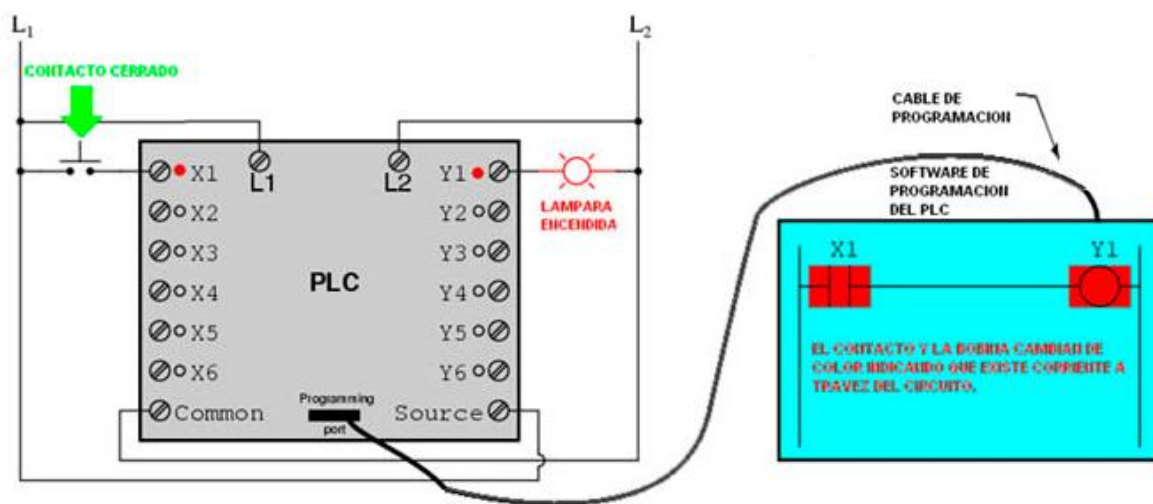 L1
L2
CONTACTO CERRADO
CABLE DE
PROGRAMACION
X1
L1
L2
Y1
SOFTWARE DE
PROGRAMACION
DEL PLC
LAMPARA
ENCENDIDA
X2
Y2
X3
Y3
X4
PLC
Y4
X5
Y5
X6
Y6
Common
Programming
port
Source
X1
Y1
EL CONTACTO Y LA BOBINA CAMBIAN DE
COLOR INDICANDO QUE EXISTE CORRIENTE A
TRAVEZ DEL CIRCUITO.